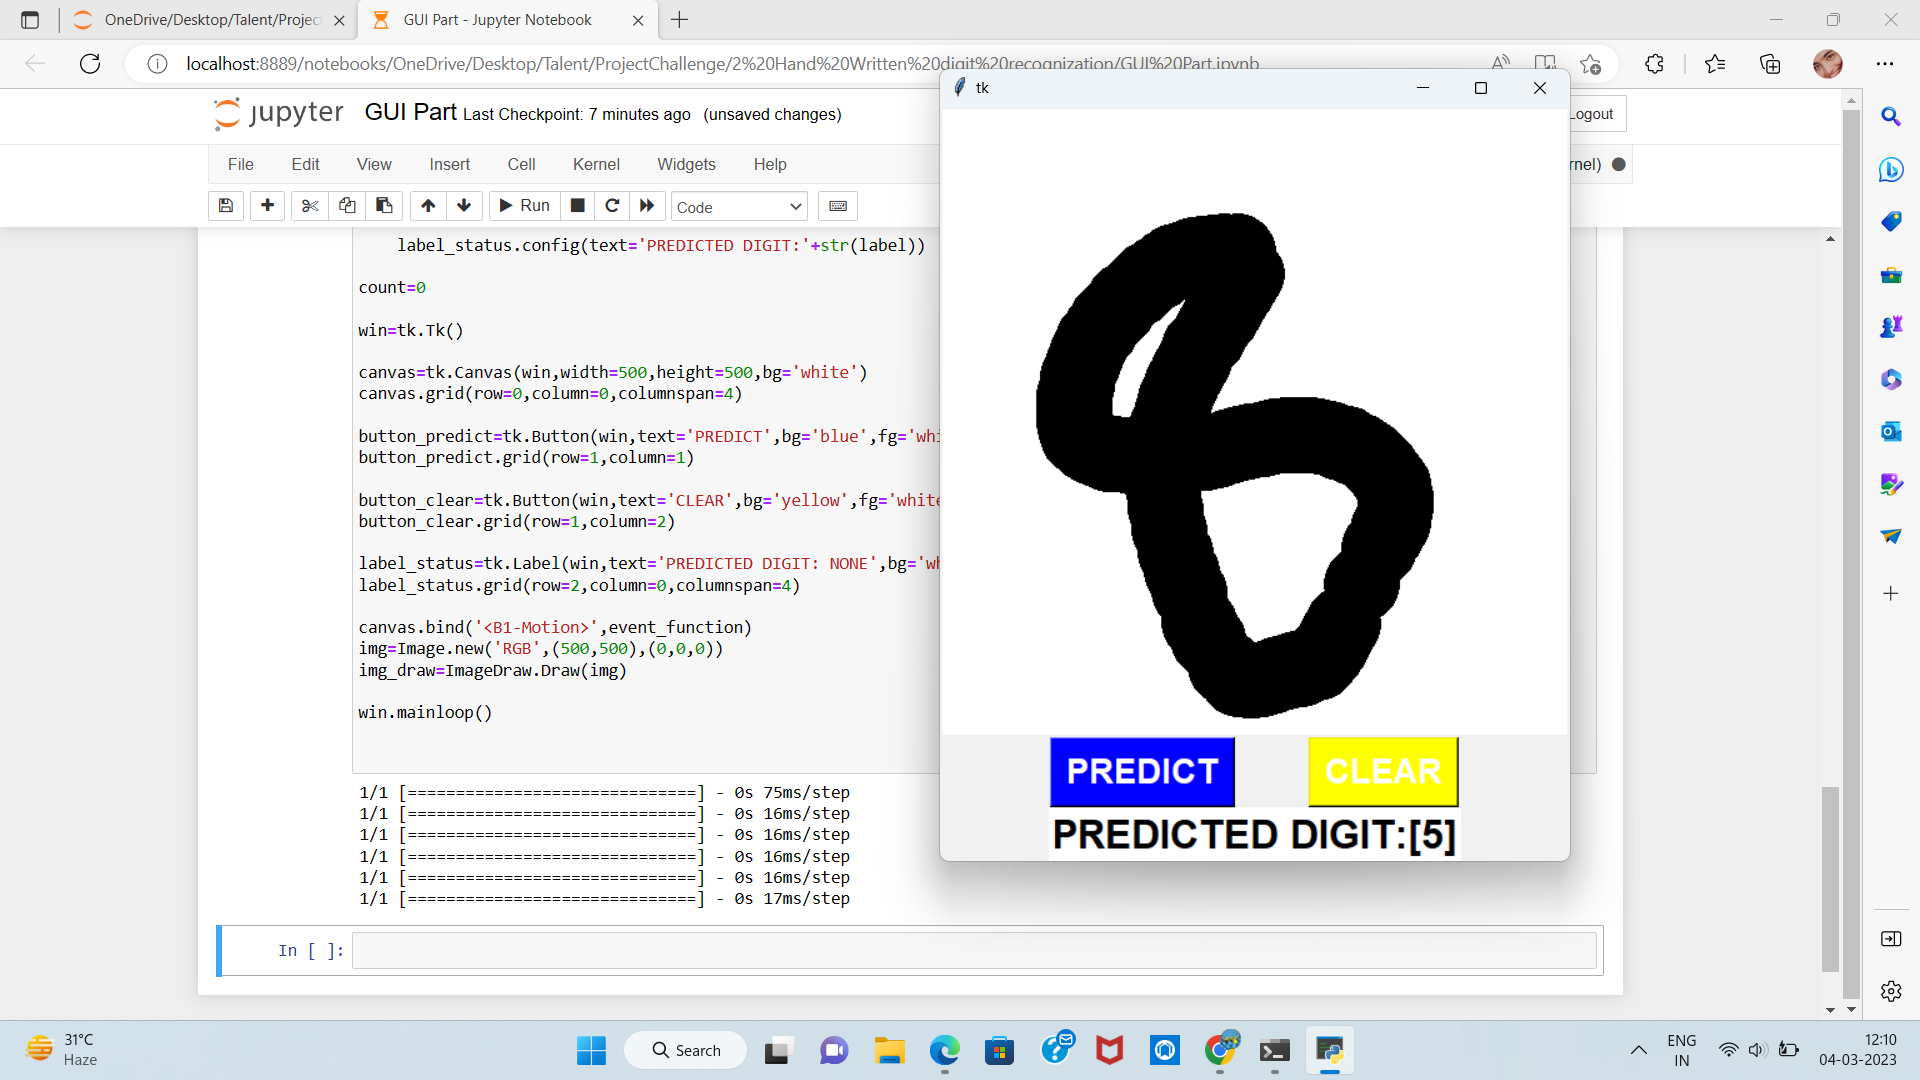 OneDrive/Desktop/Talent/Projec
GUI Part - Jupyter Notebook
localhost:8889/notebooks/OneDrive/Desktop/Talent/ProjectChallenge/2%20Hand%20Written%20digit%20recognization/GUI%20Part.ipynb
tk
jupyter GUI Part Last Checkpoint: 7 minutes ago (unsaved changes)
Logout
File Edit View Insert Cell Kernel Widgets Help
rnel)
Run Code
label_status.config(text='PREDICTED DIGIT:'+str(label))
count=0
win=tk.Tk()
canvas=tk.Canvas(win,width=500,height=500,bg='white')
canvas.grid(row=0,column=0,columnspan=4)
button_predict=tk.Button(win,text='PREDICT',bg='blue',fg='whi
button_predict.grid(row=1,column=1)
button_clear=tk.Button(win,text='CLEAR',bg='yellow',fg='white
button_clear.grid(row=1,column=2)
label_status=tk.Label(win,text='PREDICTED DIGIT: NONE',bg='wh
label_status.grid(row=2,column=0,columnspan=4)
canvas.bind('<B1-Motion>',event_function)
img=Image.new('RGB',(500,500),(0,0,0))
img_draw=ImageDraw.Draw(img)
win.mainloop()
8
PREDICT CLEAR
PREDICTED DIGIT:[5]
1/1 [==============================] - 0s 75ms/step
1/1 [==============================] - 0s 16ms/step
1/1 [==============================] - 0s 16ms/step
1/1 [==============================] - 0s 16ms/step
1/1 [==============================] - 0s 16ms/step
1/1 [==============================] - 0s 17ms/step
In [ ]:
31°C
Haze
Search
ENG
IN
12:10
04-03-2023